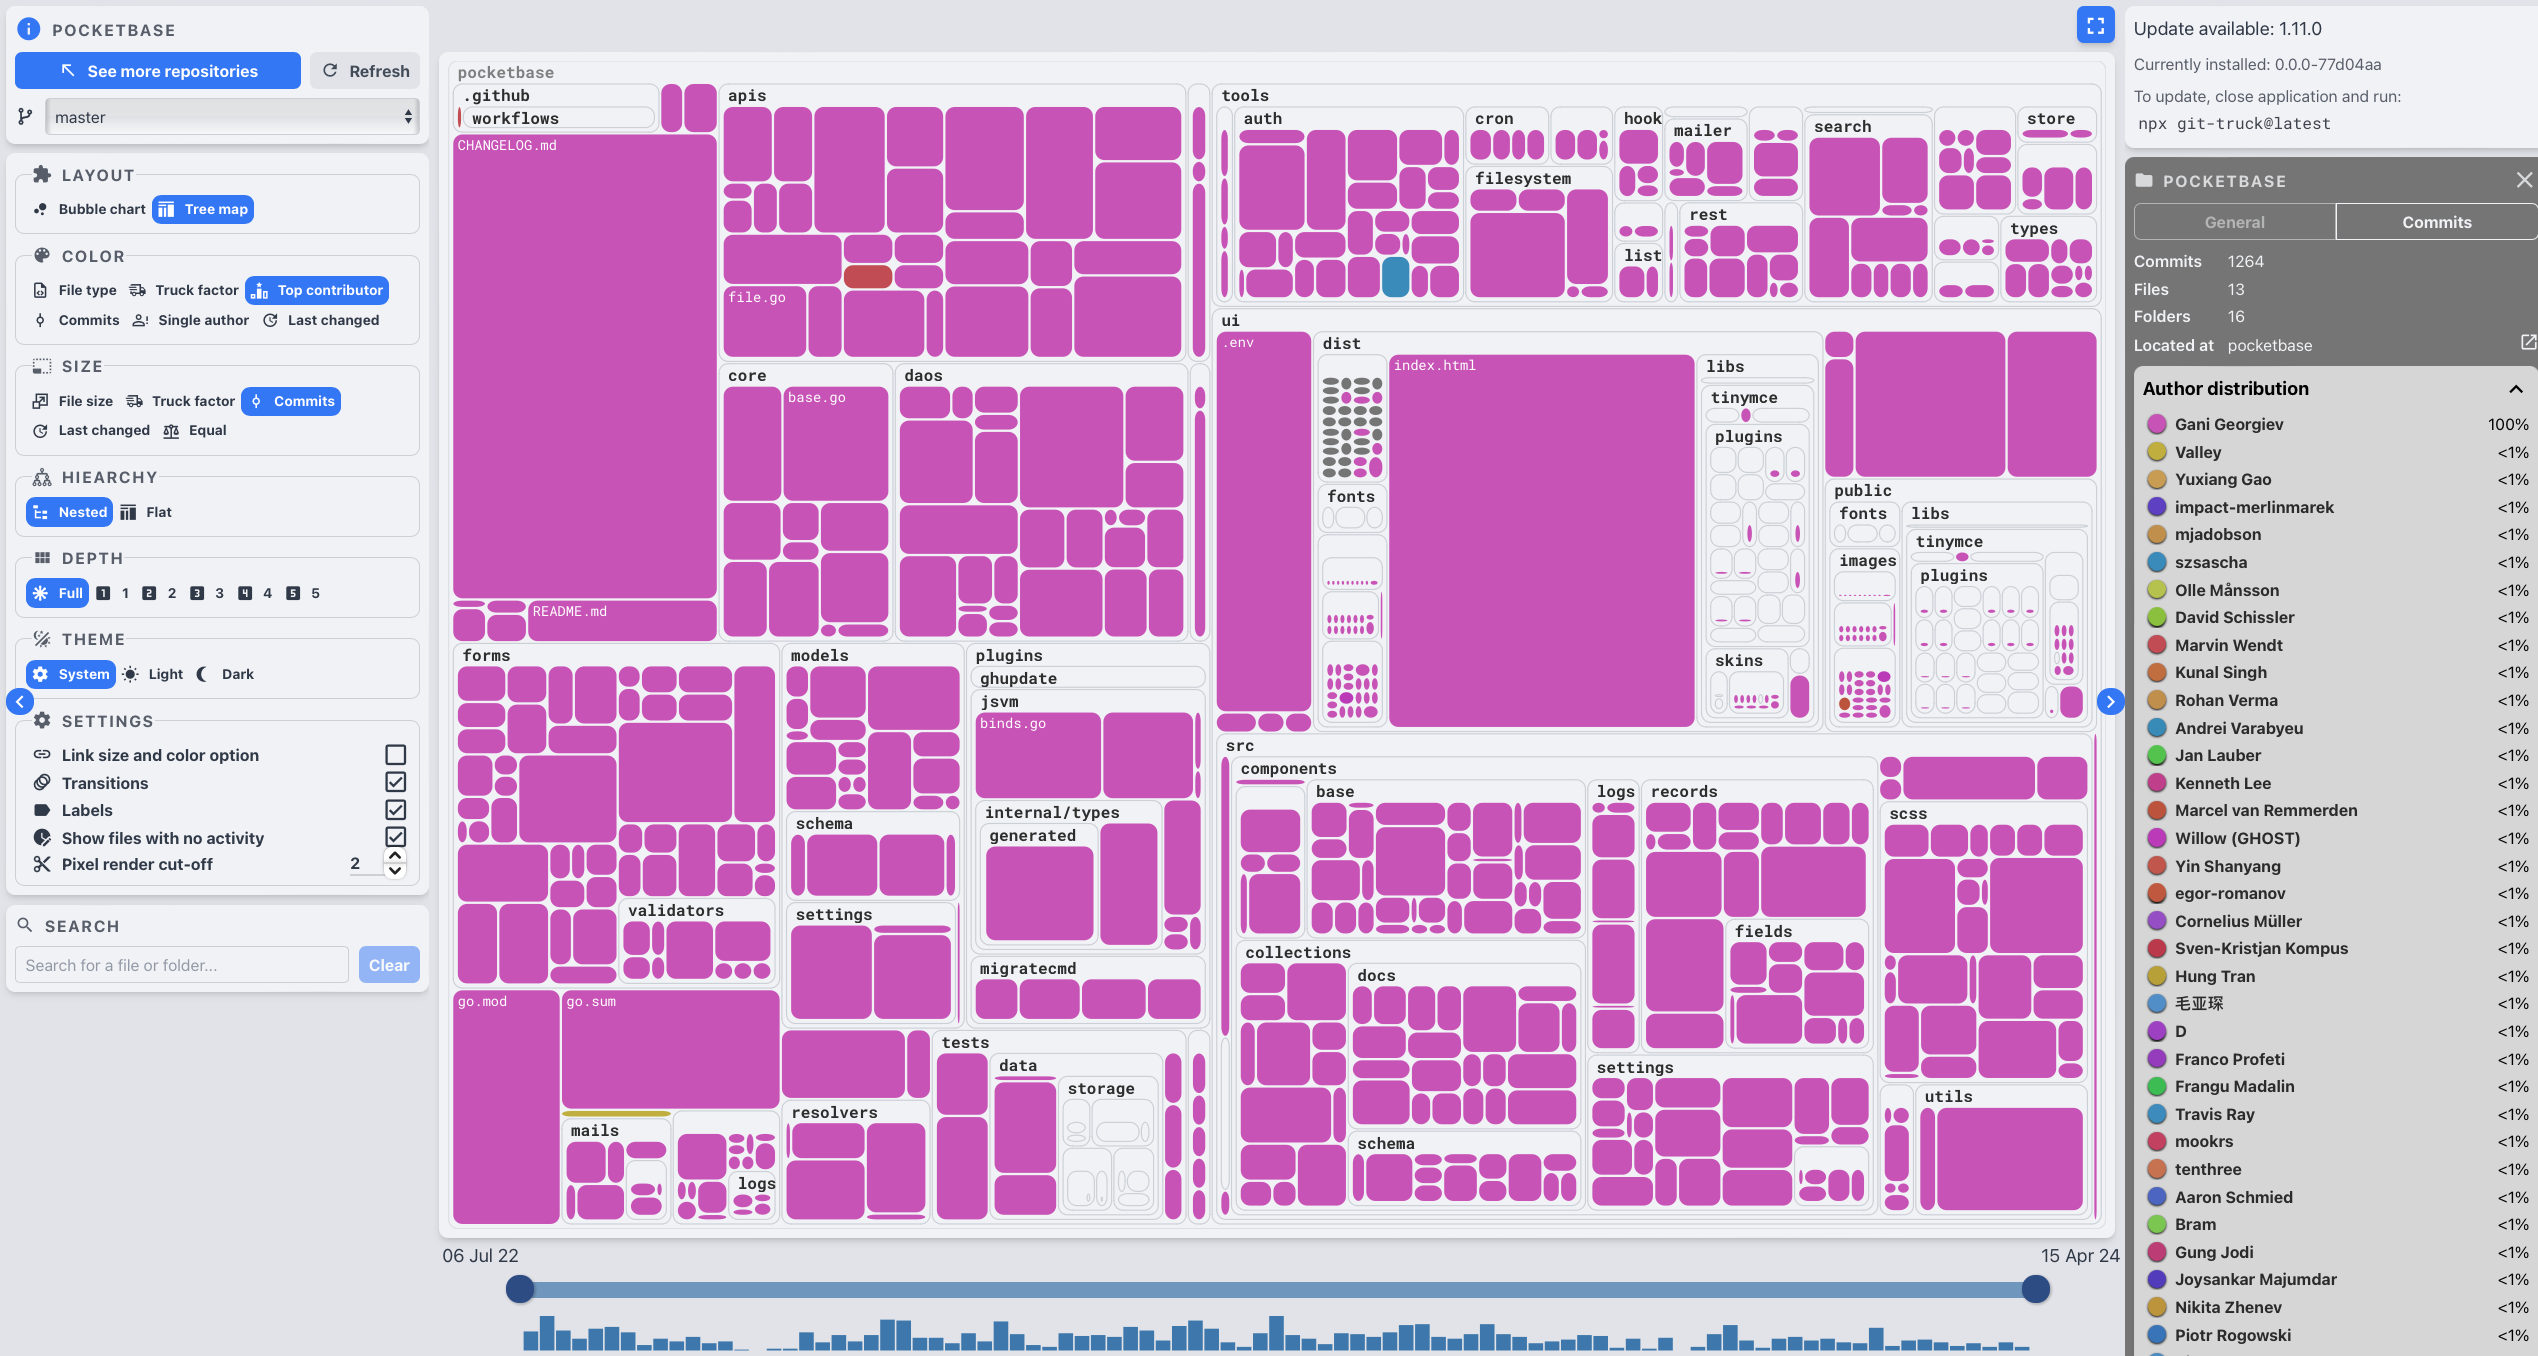 POCKETBASE
See more repositories
Refresh
master
LAYOUT
Bubble chart
Tree map
COLOR
File type
Truck factor
Top contributor
Commits
Single author
Last changed
SIZE
File size
Truck factor
Commits
Last changed
Equal
HIEARCHY
Nested
Flat
DEPTH
Full
1 1
2 2
3 3
4 4
5 5
THEME
System
Light
Dark
SETTINGS
Link size and color option
Transitions
Labels
Show files with no activity
Pixel render cut-off
2
SEARCH
Search for a file or folder...
Clear
pocketbase
.github
workflows
CHANGELOG.md
README.md
apis
file.go
core
base.go
daos
forms
validators
models
schema
settings
plugins
ghupdate
jsvm
binds.go
internal/types
generated
migratecmd
go.mod
go.sum
mails
logs
resolvers
tests
data
storage
tools
auth
cron
filesystem
hook
list
mailer
rest
search
store
types
ui
.env
dist
fonts
index.html
libs
tinymce
plugins
skins
public
fonts
images
libs
tinymce
plugins
src
components
base
collections
docs
schema
logs
records
fields
settings
scss
utils
06 Jul 22
15 Apr 24
Update available: 1.11.0
Currently installed: 0.0.0-77d04aa
To update, close application and run:
npx git-truck@latest
POCKETBASE
General
Commits
Commits 1264
Files 13
Folders 16
Located at pocketbase
Author distribution
Gani Georgiev 100%
Valley <1%
Yuxiang Gao <1%
impact-merlinmarek <1%
mjadobson <1%
szsascha <1%
Olle Månsson <1%
David Schissler <1%
Marvin Wendt <1%
Kunal Singh <1%
Rohan Verma <1%
Andrei Varabyeu <1%
Jan Lauber <1%
Kenneth Lee <1%
Marcel van Remmerden <1%
Willow (GHOST) <1%
Yin Shanyang <1%
egor-romanov <1%
Cornelius Müller <1%
Sven-Kristjan Kompus <1%
Hung Tran <1%
毛亚琛 <1%
D <1%
Franco Profeti <1%
Frangu Madalin <1%
Travis Ray <1%
mookrs <1%
tenthree <1%
Aaron Schmied <1%
Bram <1%
Gung Jodi <1%
Joysankar Majumdar <1%
Nikita Zhenev <1%
Piotr Rogowski <1%